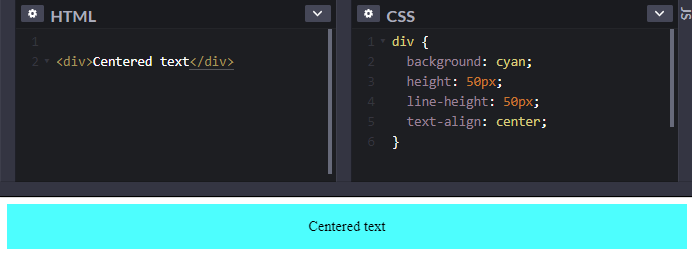 HTML
CSS
JS
1
2 <div>Centered text</div>
1 div {
2 background: cyan;
3 height: 50px;
4 line-height: 50px;
5 text-align: center;
6 }
Centered text